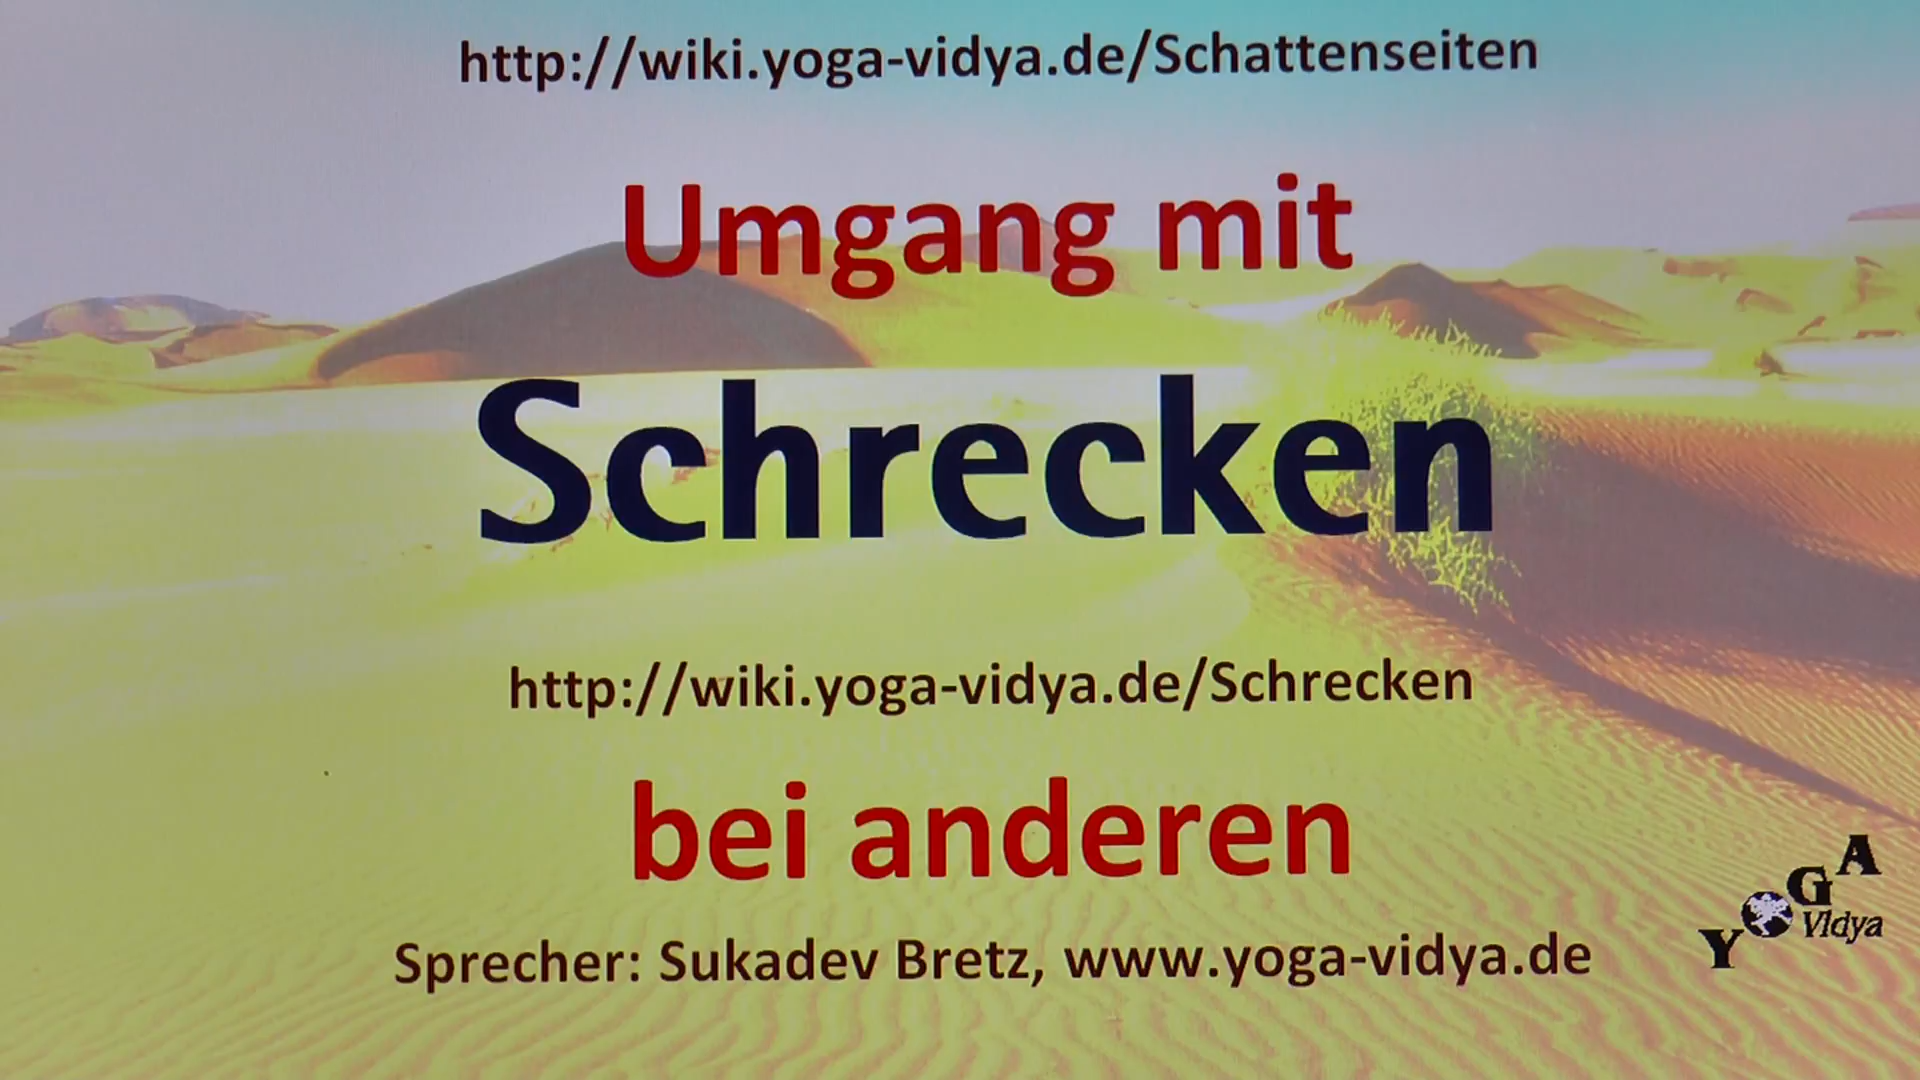 http://wiki.yoga-vidya.de/Schattenseiten
Umgang mit
Schrecken
http://wiki.yoga-vidya.de/Schrecken
bei anderen
Sprecher: Sukadev Bretz, www.yoga-vidya.de
YOGA
Vidya